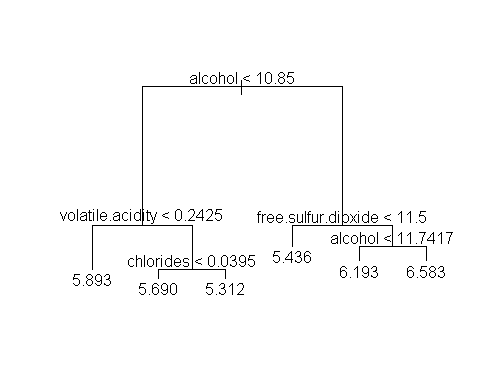 alcohol < 10.85
volatile.acidity < 0.2425
free.sulfur.dioxide < 11.5
alcohol < 11.7417
chlorides < 0.0395
5.436
5.893
6.193
6.583
5.690
5.312